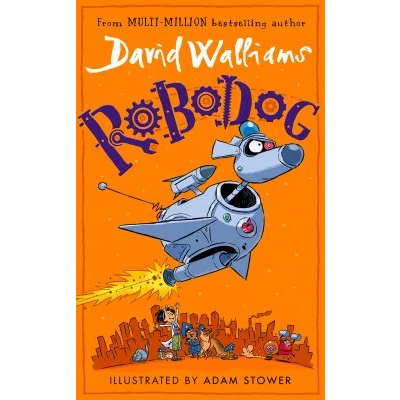 From MULTI-MILLION bestselling author
David Walliams
ROBODOG
ILLUSTRATED BY ADAM STOWER